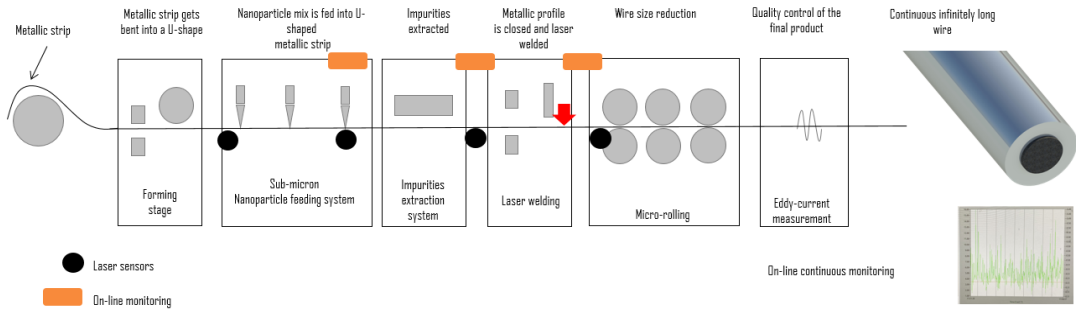 Metallic strip
Metallic strip gets
bent into a U-shape
Nanoparticle mix is fed into U-
shaped
metallic strip
Impurities
extracted
Metallic profile
is closed and laser
welded
Wire size reduction
Quality control of the
final product
Continuous infinitely long
wire
Forming
stage
Sub-micron
Nanoparticle feeding system
Impurities
extraction
system
Laser welding
Micro-rolling
Eddy-current
measurement
Laser sensors
On-line monitoring
On-line continuous monitoring